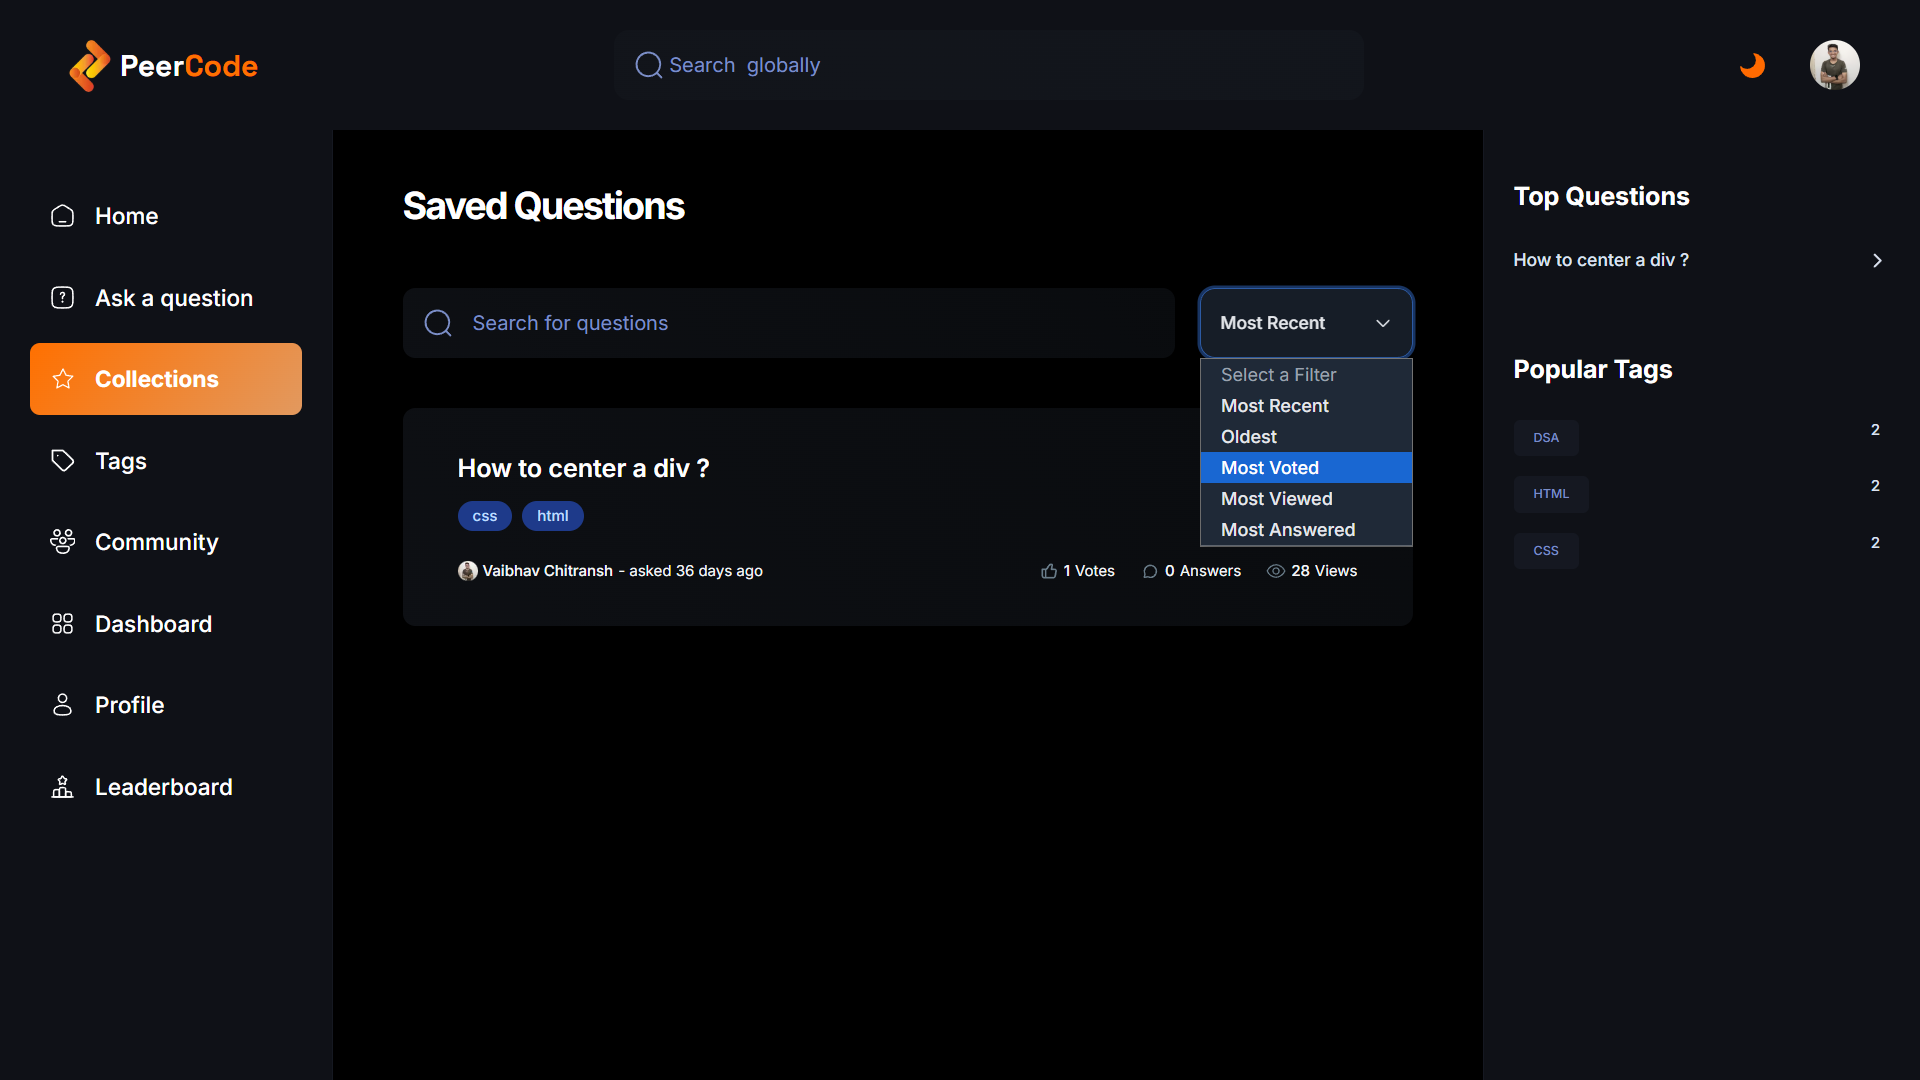 PeerCode
Search globally
Home
Ask a question
Collections
Tags
Community
Dashboard
Profile
Leaderboard
Saved Questions
Search for questions
Most Recent
Select a Filter
Most Recent
Oldest
Most Voted
Most Viewed
Most Answered
How to center a div ?
css html
Vaibhav Chitransh - asked 36 days ago
1 Votes 0 Answers 28 Views
Top Questions
How to center a div ?
Popular Tags
DSA 2
HTML 2
CSS 2